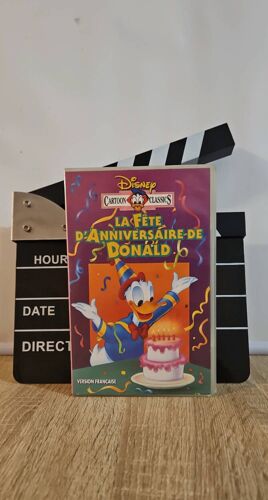 Disney
CARTOON CLASSICS
LA FÊTE
D'ANNIVERSAIRE DE
DONALD
VERSION FRANÇAISE
HOUR
DATE
DIRECT